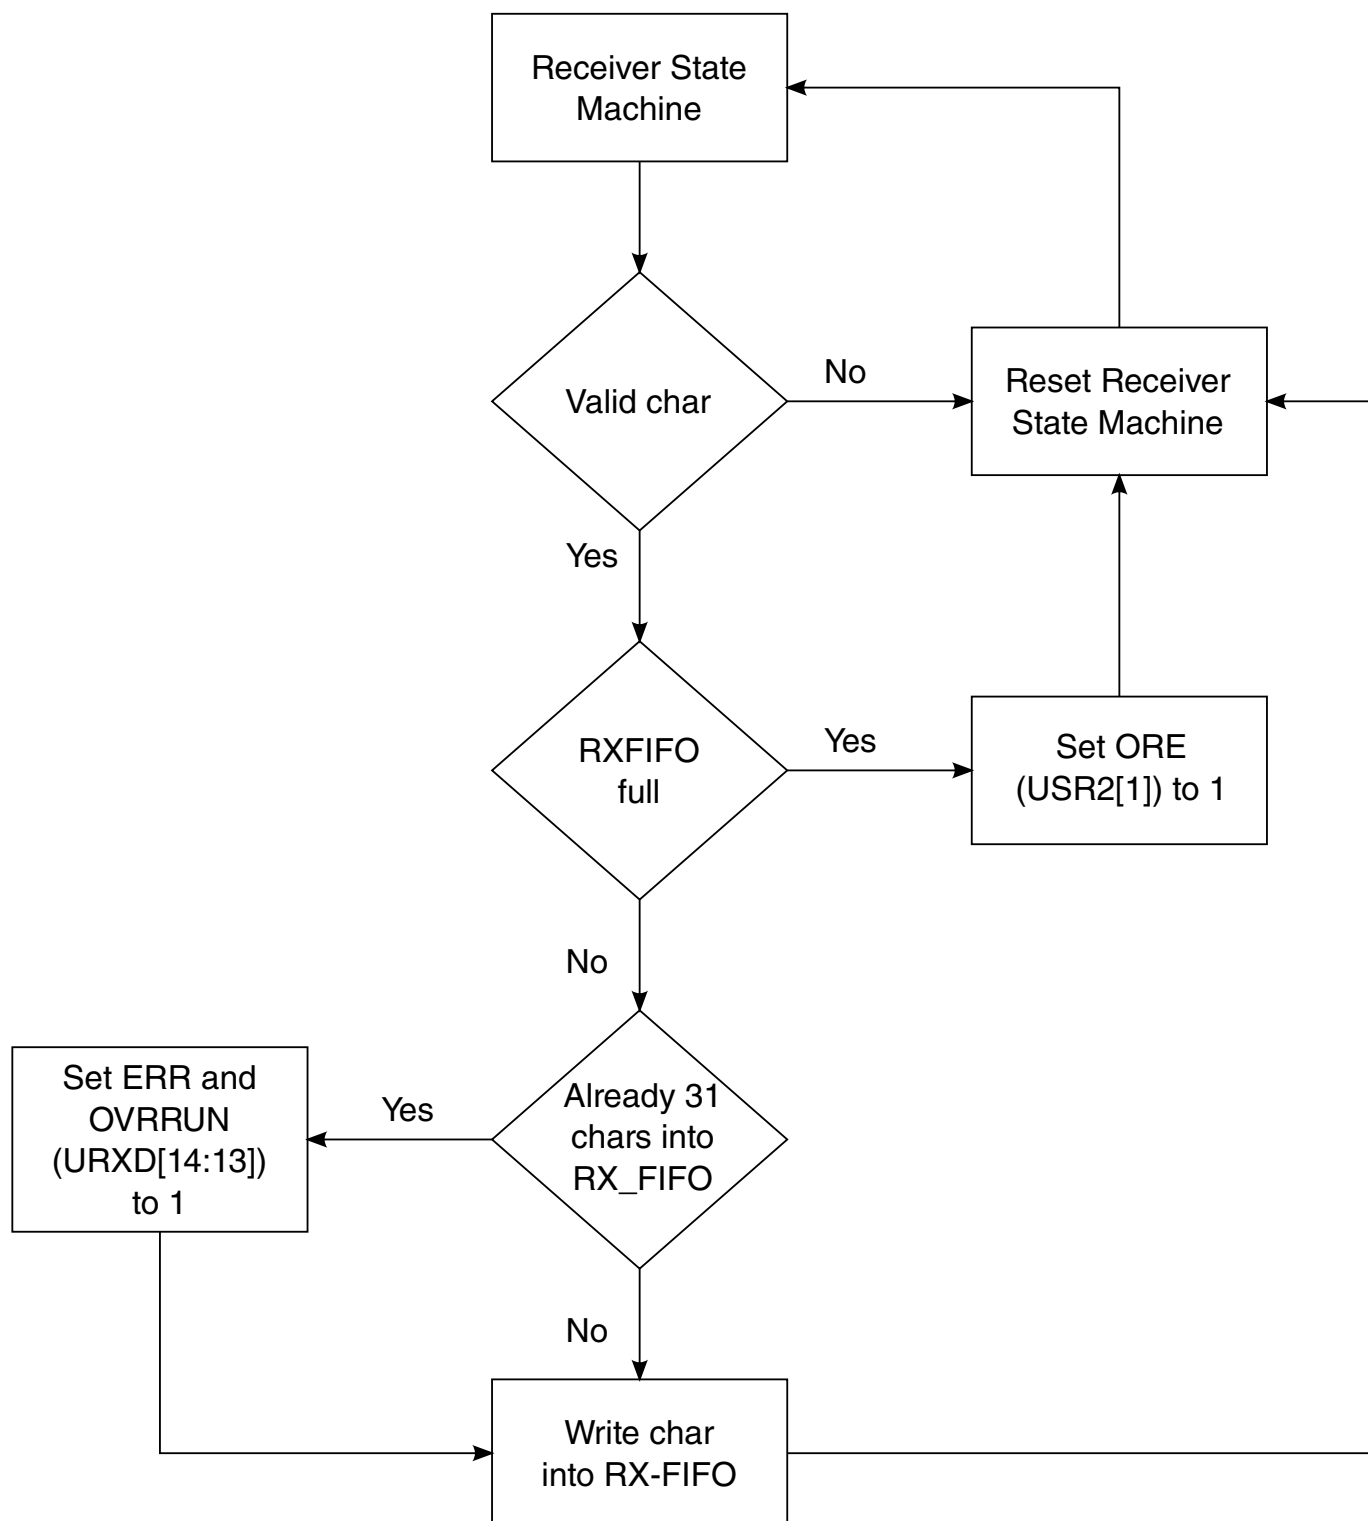 Receiver State
Machine
Valid char
No
Reset Receiver
State Machine
Yes
RXFIFO
full
Yes
Set ORE
(USR2[1]) to 1
No
Already 31
chars into
RX_FIFO
Yes
Set ERR and
OVRRUN
(URXD[14:13])
to 1
No
Write char
into RX-FIFO